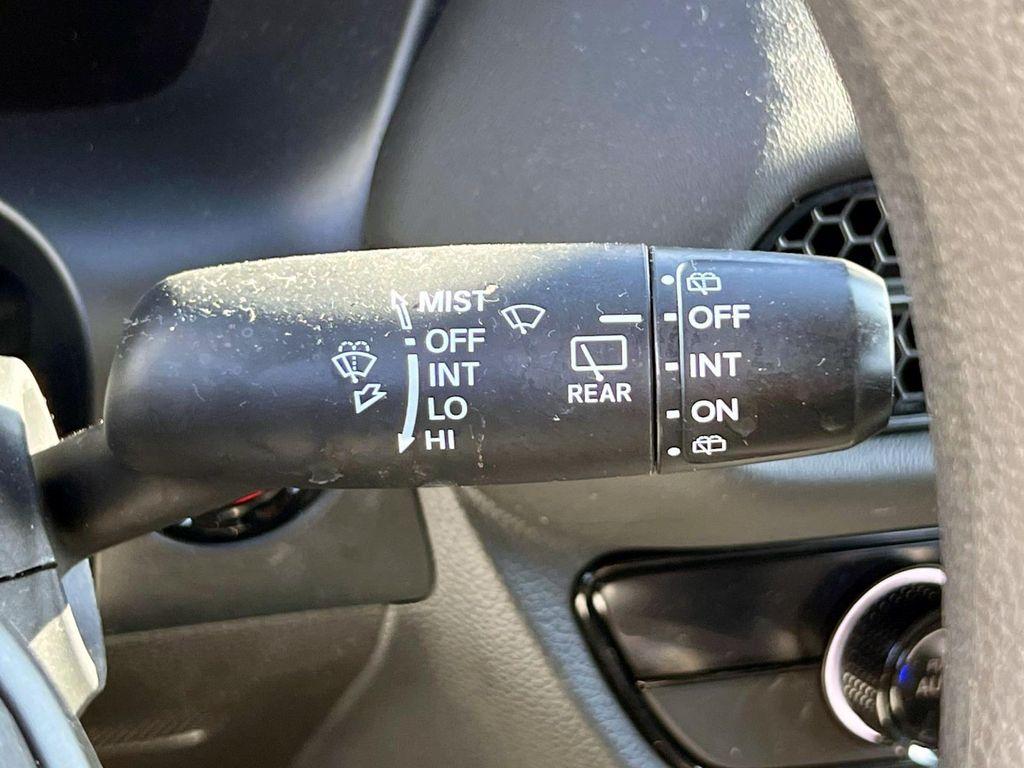 MIST
OFF
INT
LO
HI
REAR
OFF
INT
ON